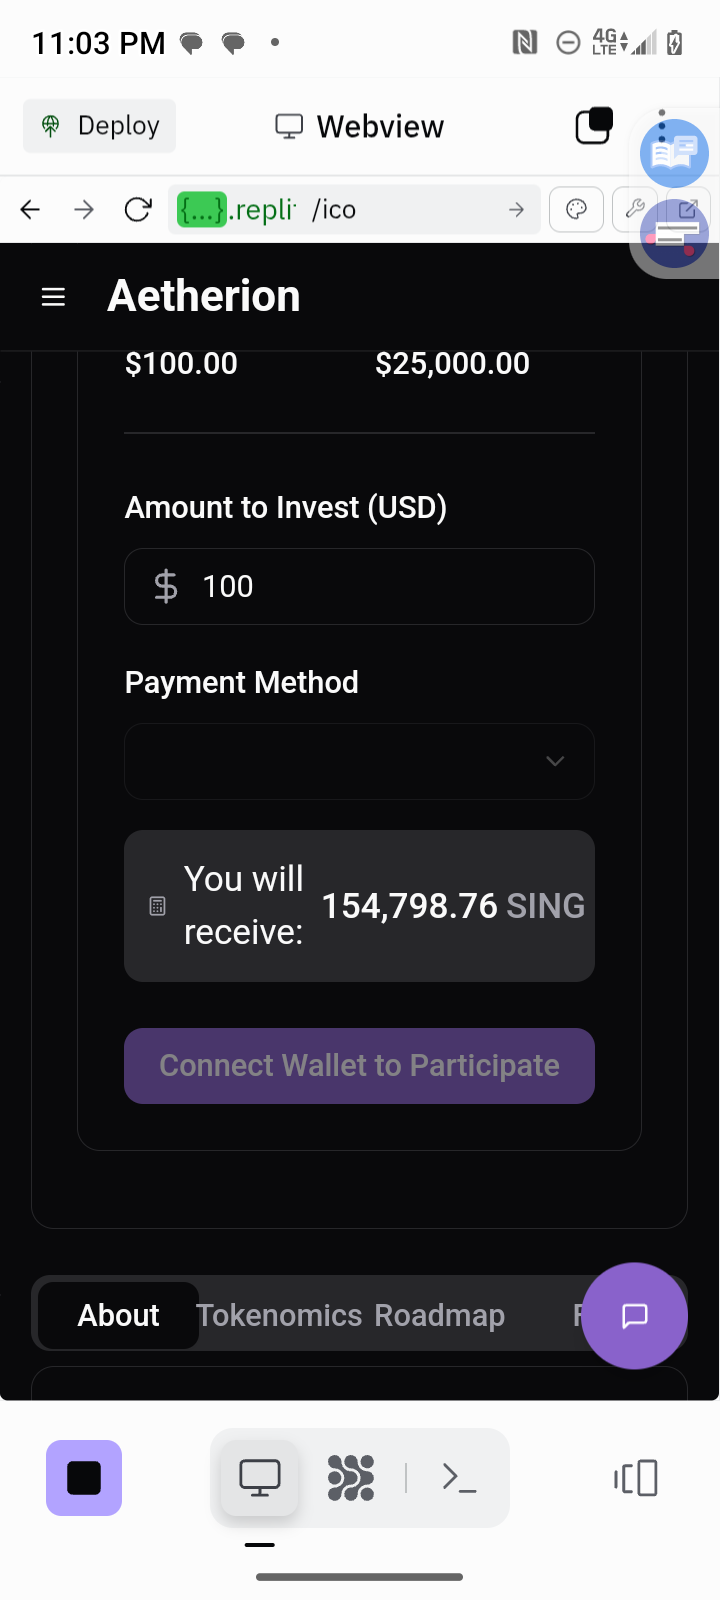 11:03 PM
4G
LTE
Deploy
Webview
{...}.repli
/ico
Aetherion
$100.00
$25,000.00
Amount to Invest (USD)
$ 100
Payment Method
You will
receive:
154,798.76 SING
Connect Wallet to Participate
About
Tokenomics
Roadmap